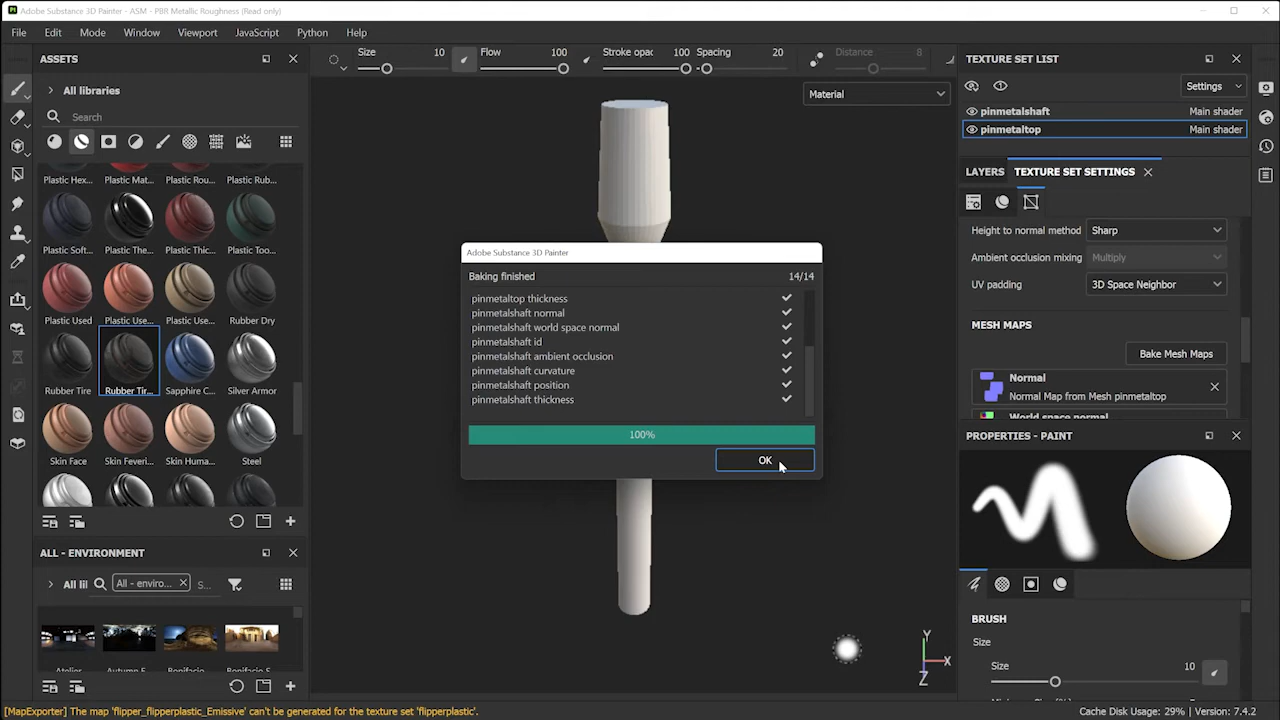 Adobe Substance 3D Painter - ASM - PBR Metallic Roughness (Read only)
File Edit Mode Window Viewport JavaScript Python Help
ASSETS
All libraries
Search
Plastic Hex... Plastic Mat... Plastic Rou... Plastic Rub...
Plastic Soft... Plastic The... Plastic Thic... Plastic Too...
Plastic Used Plastic Use... Plastic Use... Rubber Dry
Rubber Tire Rubber Tir... Sapphire C... Silver Armor
Skin Face Skin Feveri... Skin Huma... Steel
ALL - ENVIRONMENT
All li All - enviro... S...
Size 10 Flow 100 Stroke opac 100 Spacing 20 Distance 8
Material
Adobe Substance 3D Painter
Baking finished 14/14
pinmetaltop thickness
pinmetalshaft normal
pinmetalshaft world space normal
pinmetalshaft id
pinmetalshaft ambient occlusion
pinmetalshaft curvature
pinmetalshaft position
pinmetalshaft thickness
100%
OK
Y
X
Z
TEXTURE SET LIST
Settings
pinmetalshaft Main shader
pinmetaltop Main shader
LAYERS TEXTURE SET SETTINGS
Height to normal method Sharp
Ambient occlusion mixing Multiply
UV padding 3D Space Neighbor
MESH MAPS
Bake Mesh Maps
Normal
Normal Map from Mesh pinmetaltop
World space normal
PROPERTIES - PAINT
BRUSH
Size
Size 10
[MapExporter] The map 'flipper_flipperplastic_Emissive' can't be generated for the texture set 'flipperplastic'.
Cache Disk Usage: 29% | Version: 7.4.2